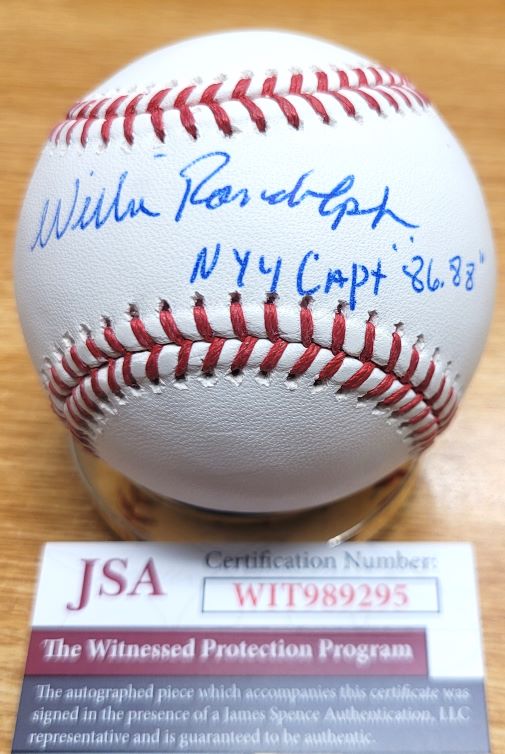 Willie Randolph
NYY Capt "86-88"
JSA
Certification Number:
WIT989295
The Witnessed Protection Program
The autographed piece which accompanies this certificate was
signed in the presence of a James Spence Authentication, LLC
representative and is guaranteed to be authentic.